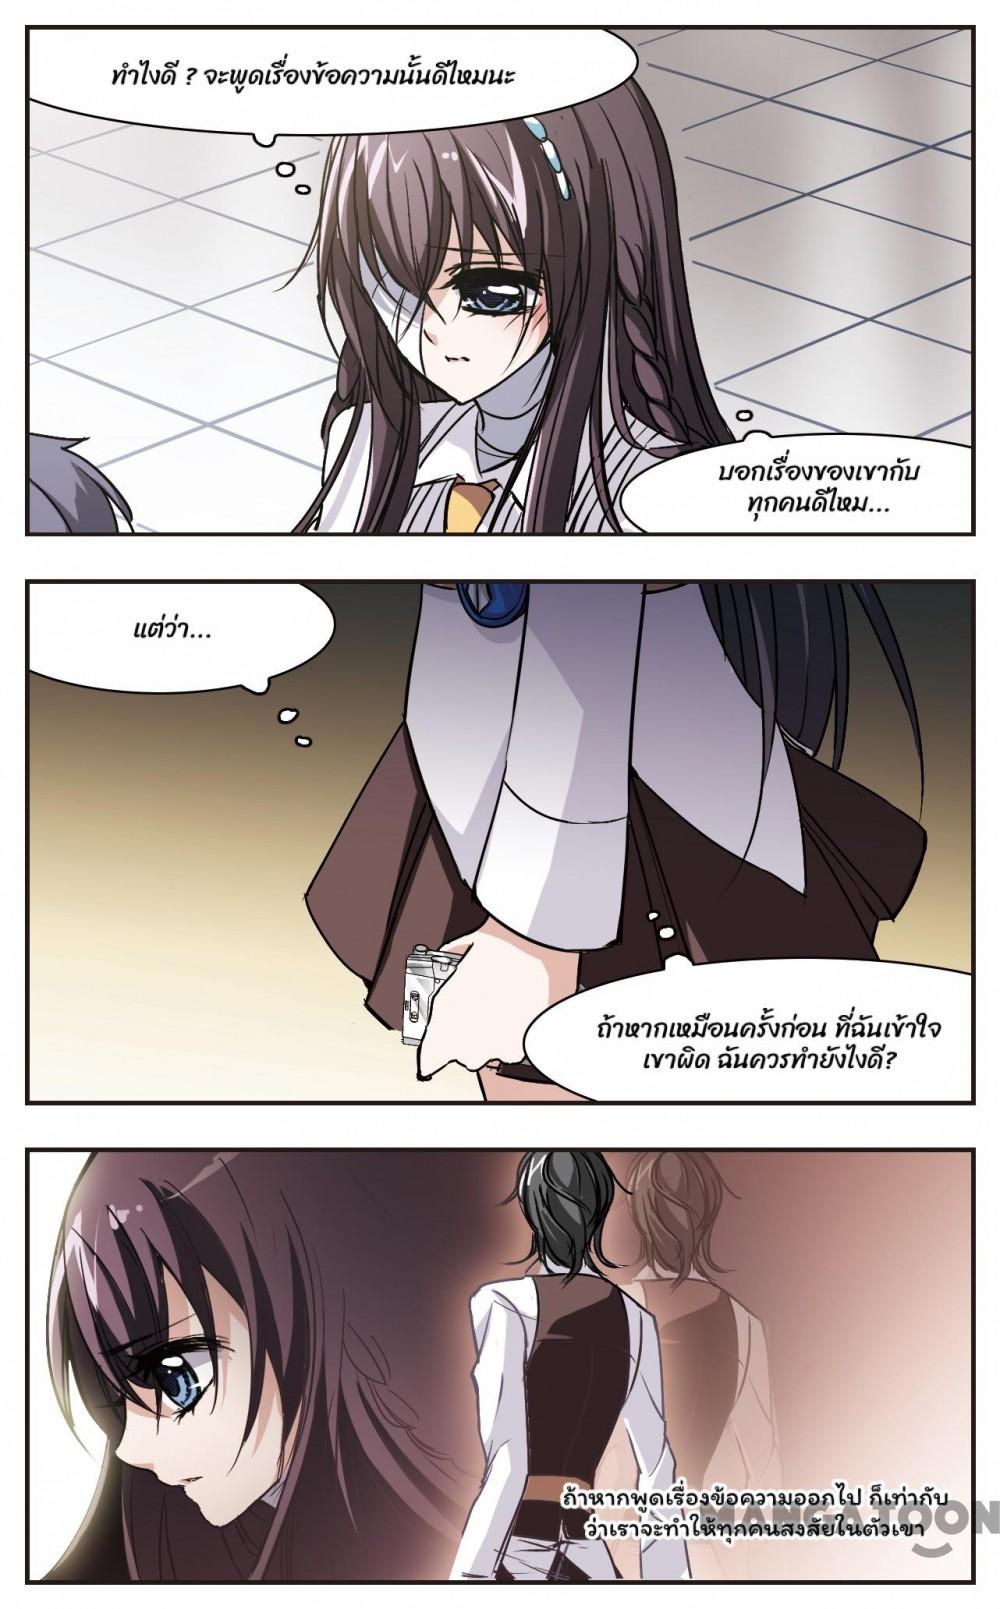 ทำไงดี ? จะพูดเรื่องข้อความนั้นดีไหมนะ
บอกเรื่องของเขากับ
ทุกคนดีไหม...
แต่ว่า...
ถ้าหากเหมือนครั้งก่อน ที่ฉันเข้าใจ
เขาผิด ฉันควรทำยังไงดี?
ถ้าหากพูดเรื่องข้อความออกไป ก็เท่ากับ
ว่าเราจะทำให้ทุกคนสงสัยในตัวเขา
MANGATOON